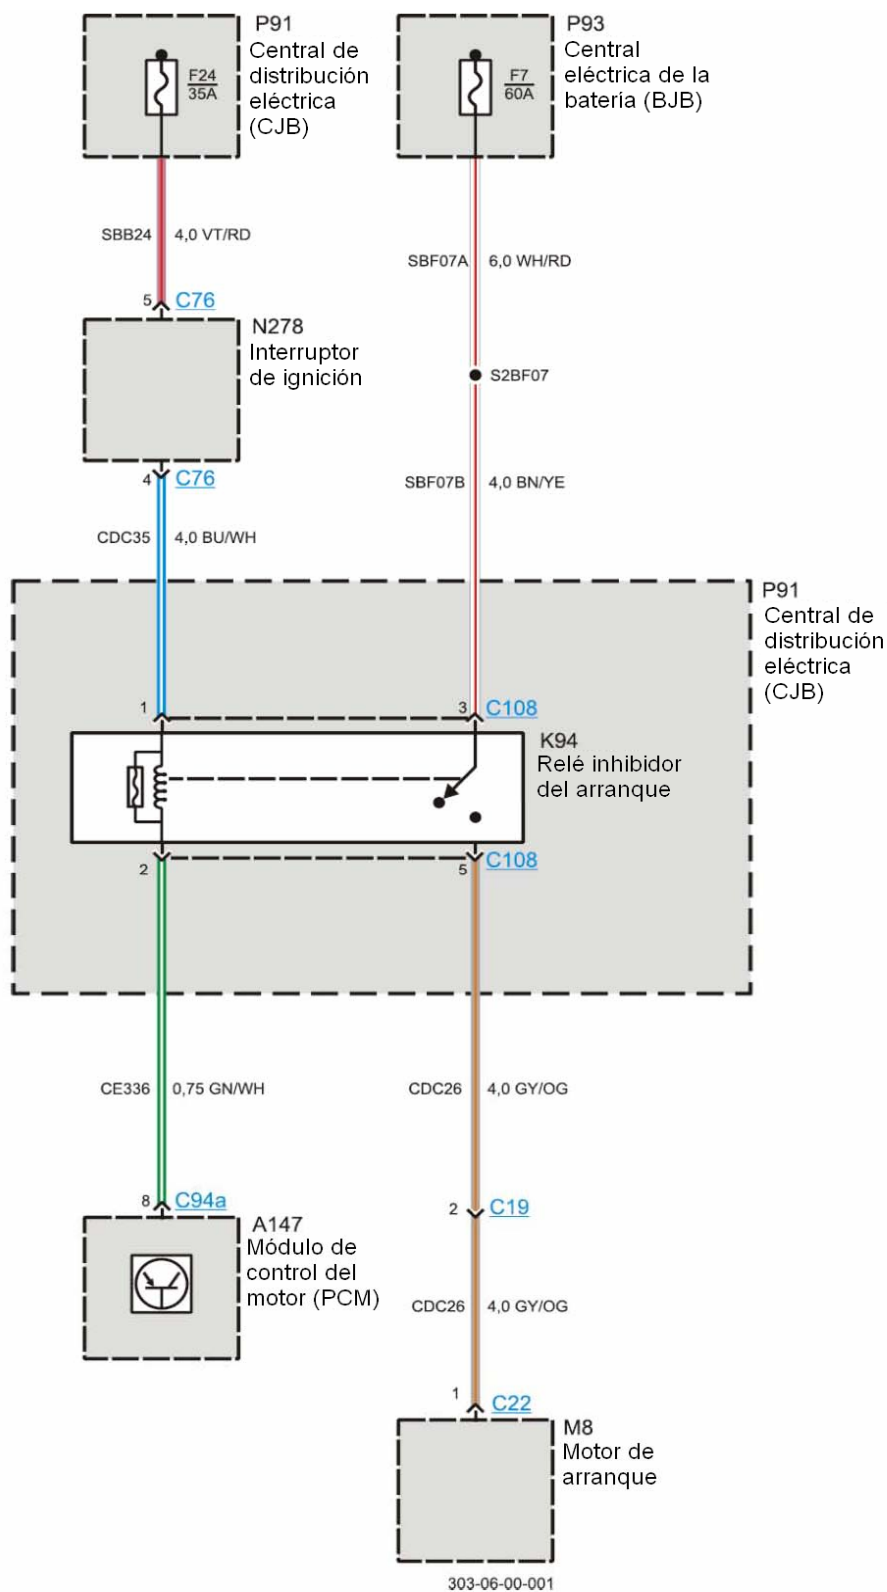 P91
Central de
distribución
eléctrica
(CJB)
F24
35A
P93
Central
eléctrica de la
batería (BJB)
F7
60A
SBB24 4,0 VT/RD
SBF07A 6,0 WH/RD
5 C76
N278
Interruptor
de ignición
S2BF07
4 C76
SBF07B 4,0 BN/YE
CDC35 4,0 BU/WH
P91
Central de
distribución
eléctrica
(CJB)
1
3 C108
K94
Relé inhibidor
del arranque
2
5 C108
CE336 0,75 GN/WH
CDC26 4,0 GY/OG
8 C94a
2 C19
A147
Módulo de
control del
motor (PCM)
CDC26 4,0 GY/OG
1 C22
M8
Motor de
arranque
303-06-00-001